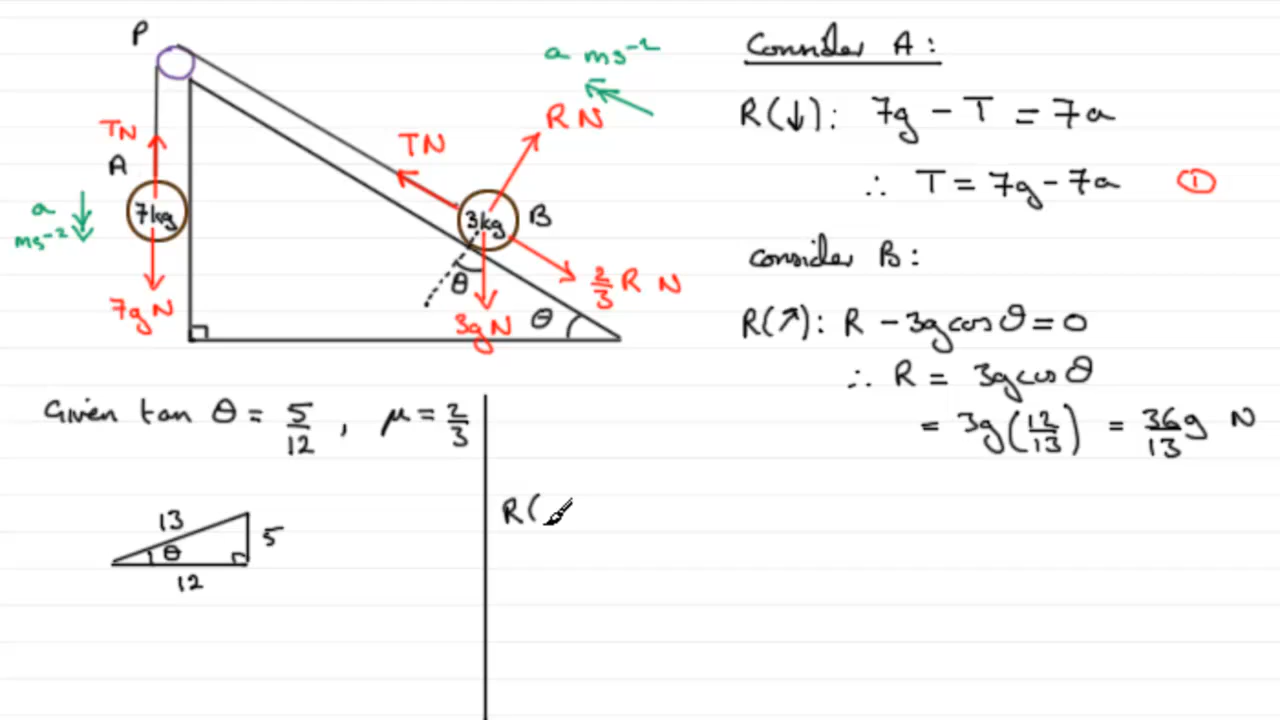 P
a ms⁻²
R N
TN
TN
A
a
ms⁻²
7kg
3kg
B
θ
2/3 R N
7g N
3g N
θ
Given tan θ = 5/12 , μ = 2/3
13
θ
5
12
Consider A:
R(↓): 7g - T = 7a
∴ T = 7g - 7a ①
Consider B:
R(↗): R - 3g cos θ = 0
∴ R = 3g cos θ
= 3g(12/13) = 36/13 g N
R(